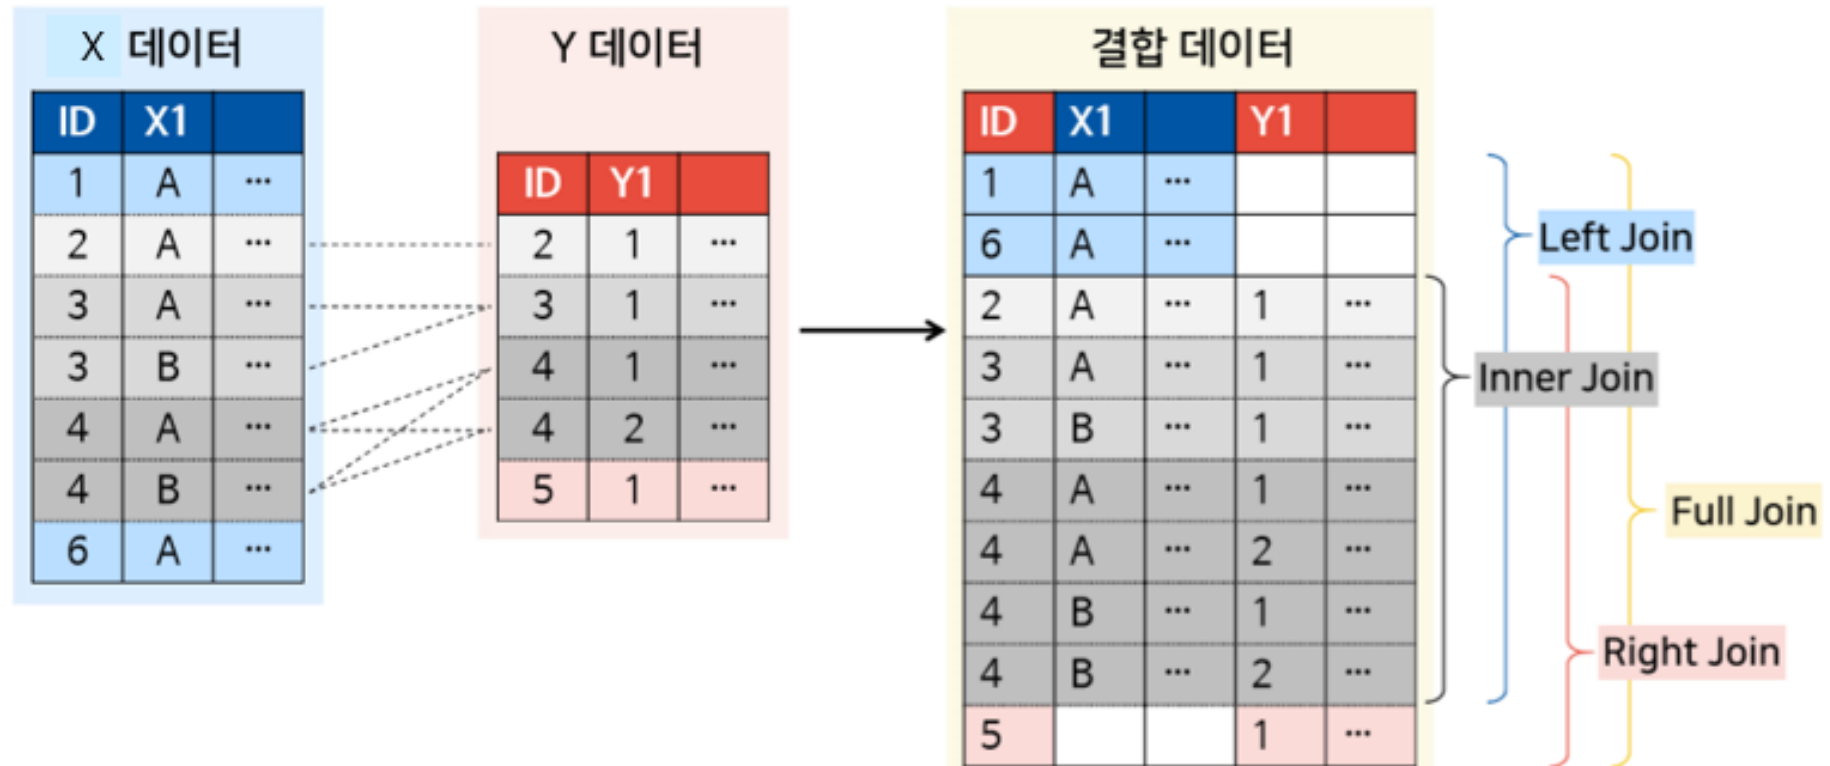 X 데이터
ID X1
1 A ...
2 A ...
3 A ...
3 B ...
4 A ...
4 B ...
6 A ...
Y 데이터
ID Y1
2 1 ...
3 1 ...
4 1 ...
4 2 ...
5 1 ...
결합 데이터
ID X1 Y1
1 A ...
6 A ...
2 A ... 1 ...
3 A ... 1 ...
3 B ... 1 ...
4 A ... 1 ...
4 A ... 2 ...
4 B ... 1 ...
4 B ... 2 ...
5 1 ...
Left Join
Inner Join
Full Join
Right Join